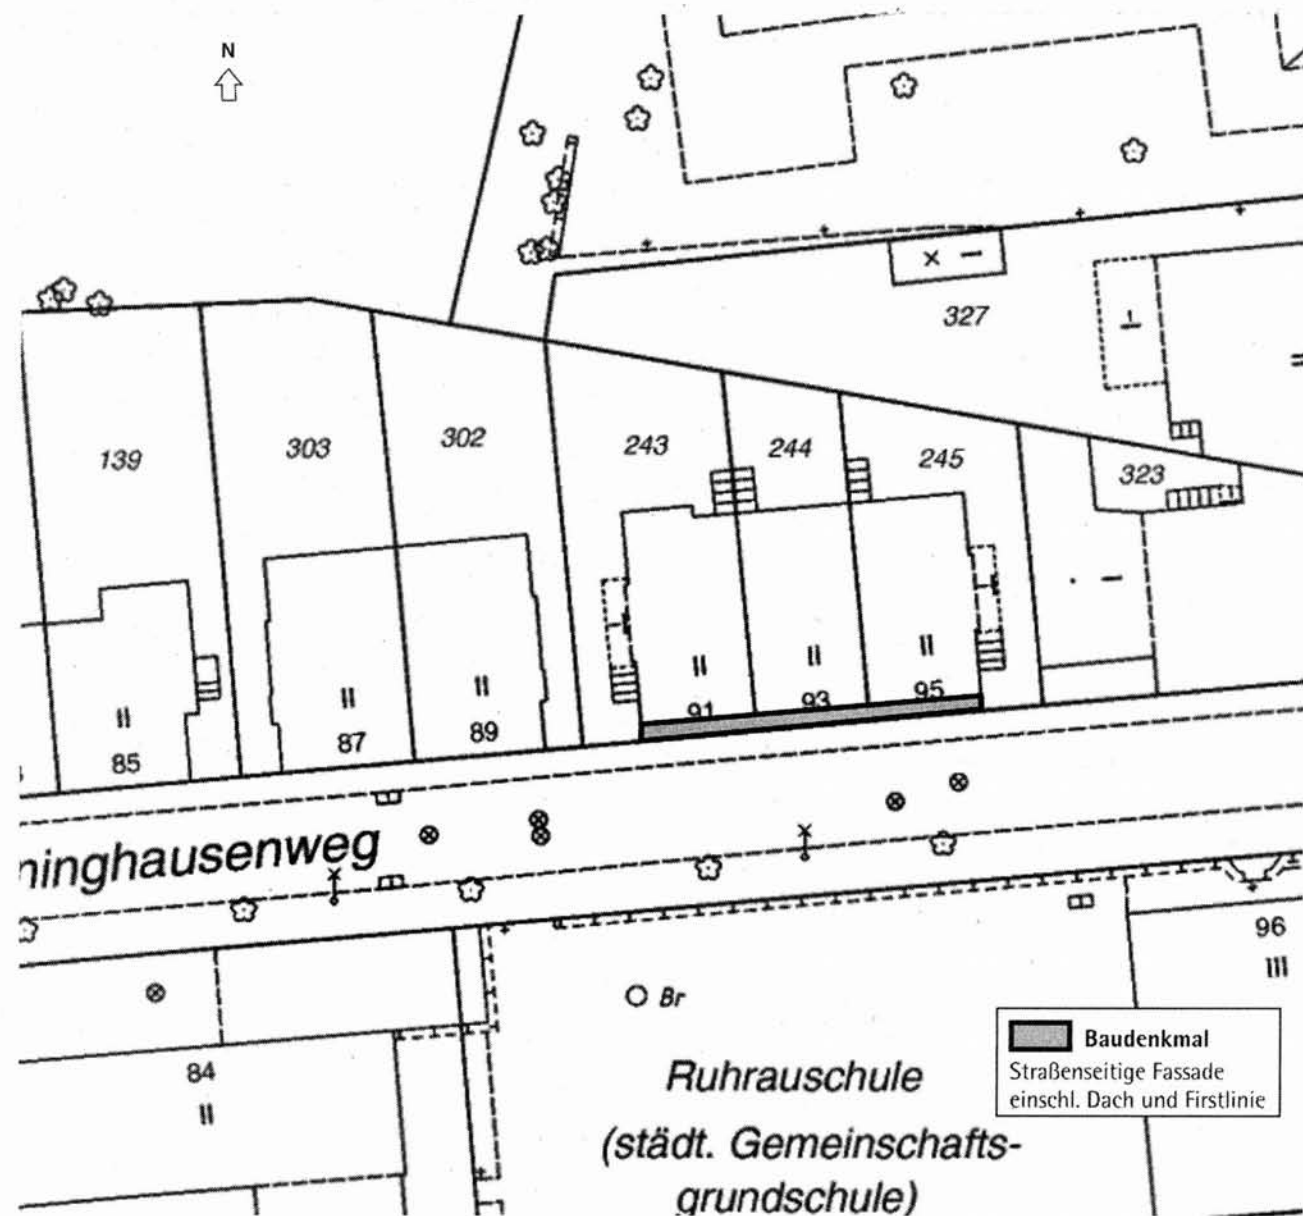 N
327
139
303
302
243
244
245
323
II
II
II
II
II
II
85
87
89
91
93
95
ninghausenweg
96
III
Br
84
II
Ruhrauschule
(städt. Gemeinschafts-
grundschule)
Baudenkmal
Straßenseitige Fassade
einschl. Dach und Firstlinie